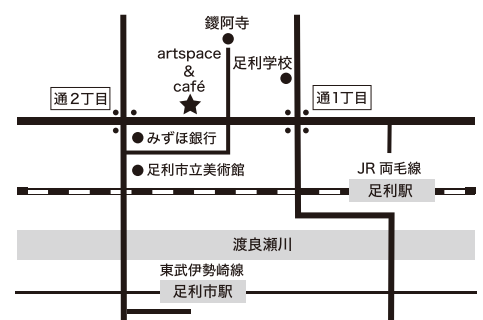 鑁阿寺
artspace
&
café
足利学校
通2丁目
通1丁目
みずほ銀行
足利市立美術館
JR 両毛線
足利駅
渡良瀬川
東武伊勢崎線
足利市駅